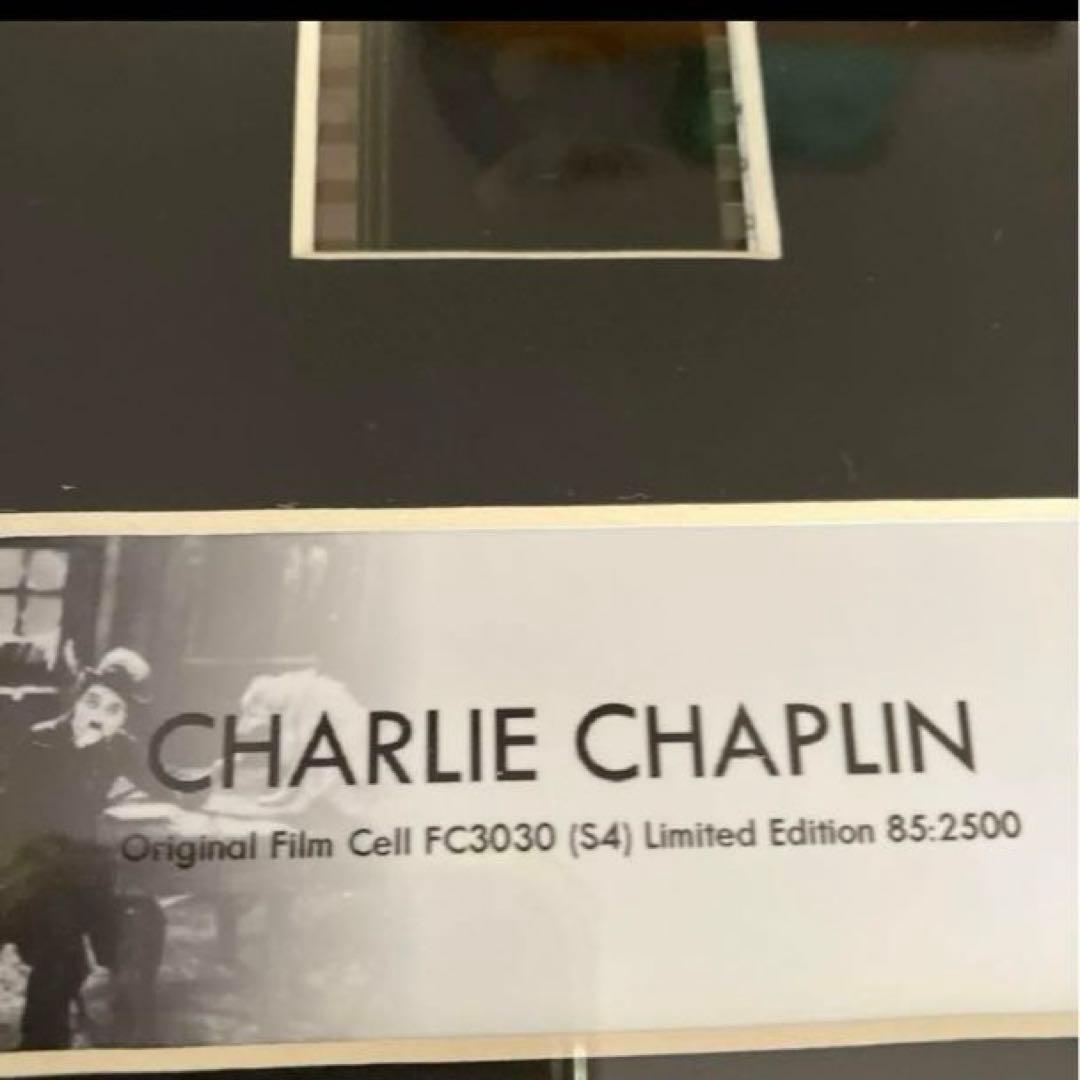 CHARLIE CHAPLIN
Original Film Cell FC3030 (S4) Limited Edition 85:2500